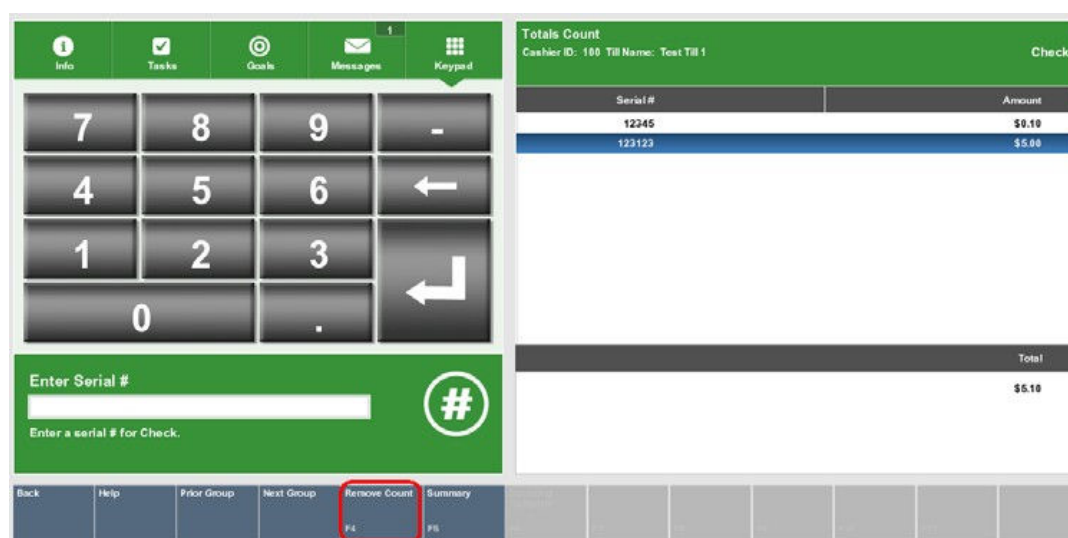 1
Info Tasks Goals Messages Keypad
7 8 9 -
4 5 6
1 2 3
0 .
Enter Serial #
#
Enter a serial # for Check.
Totals Count
Cashier ID: 100 Till Name: Test Till 1 Check
Serial # Amount
12345 $0.10
123123 $5.00
Total
$5.10
Back Help Prior Group Next Group Remove Count Summary
F4 F5